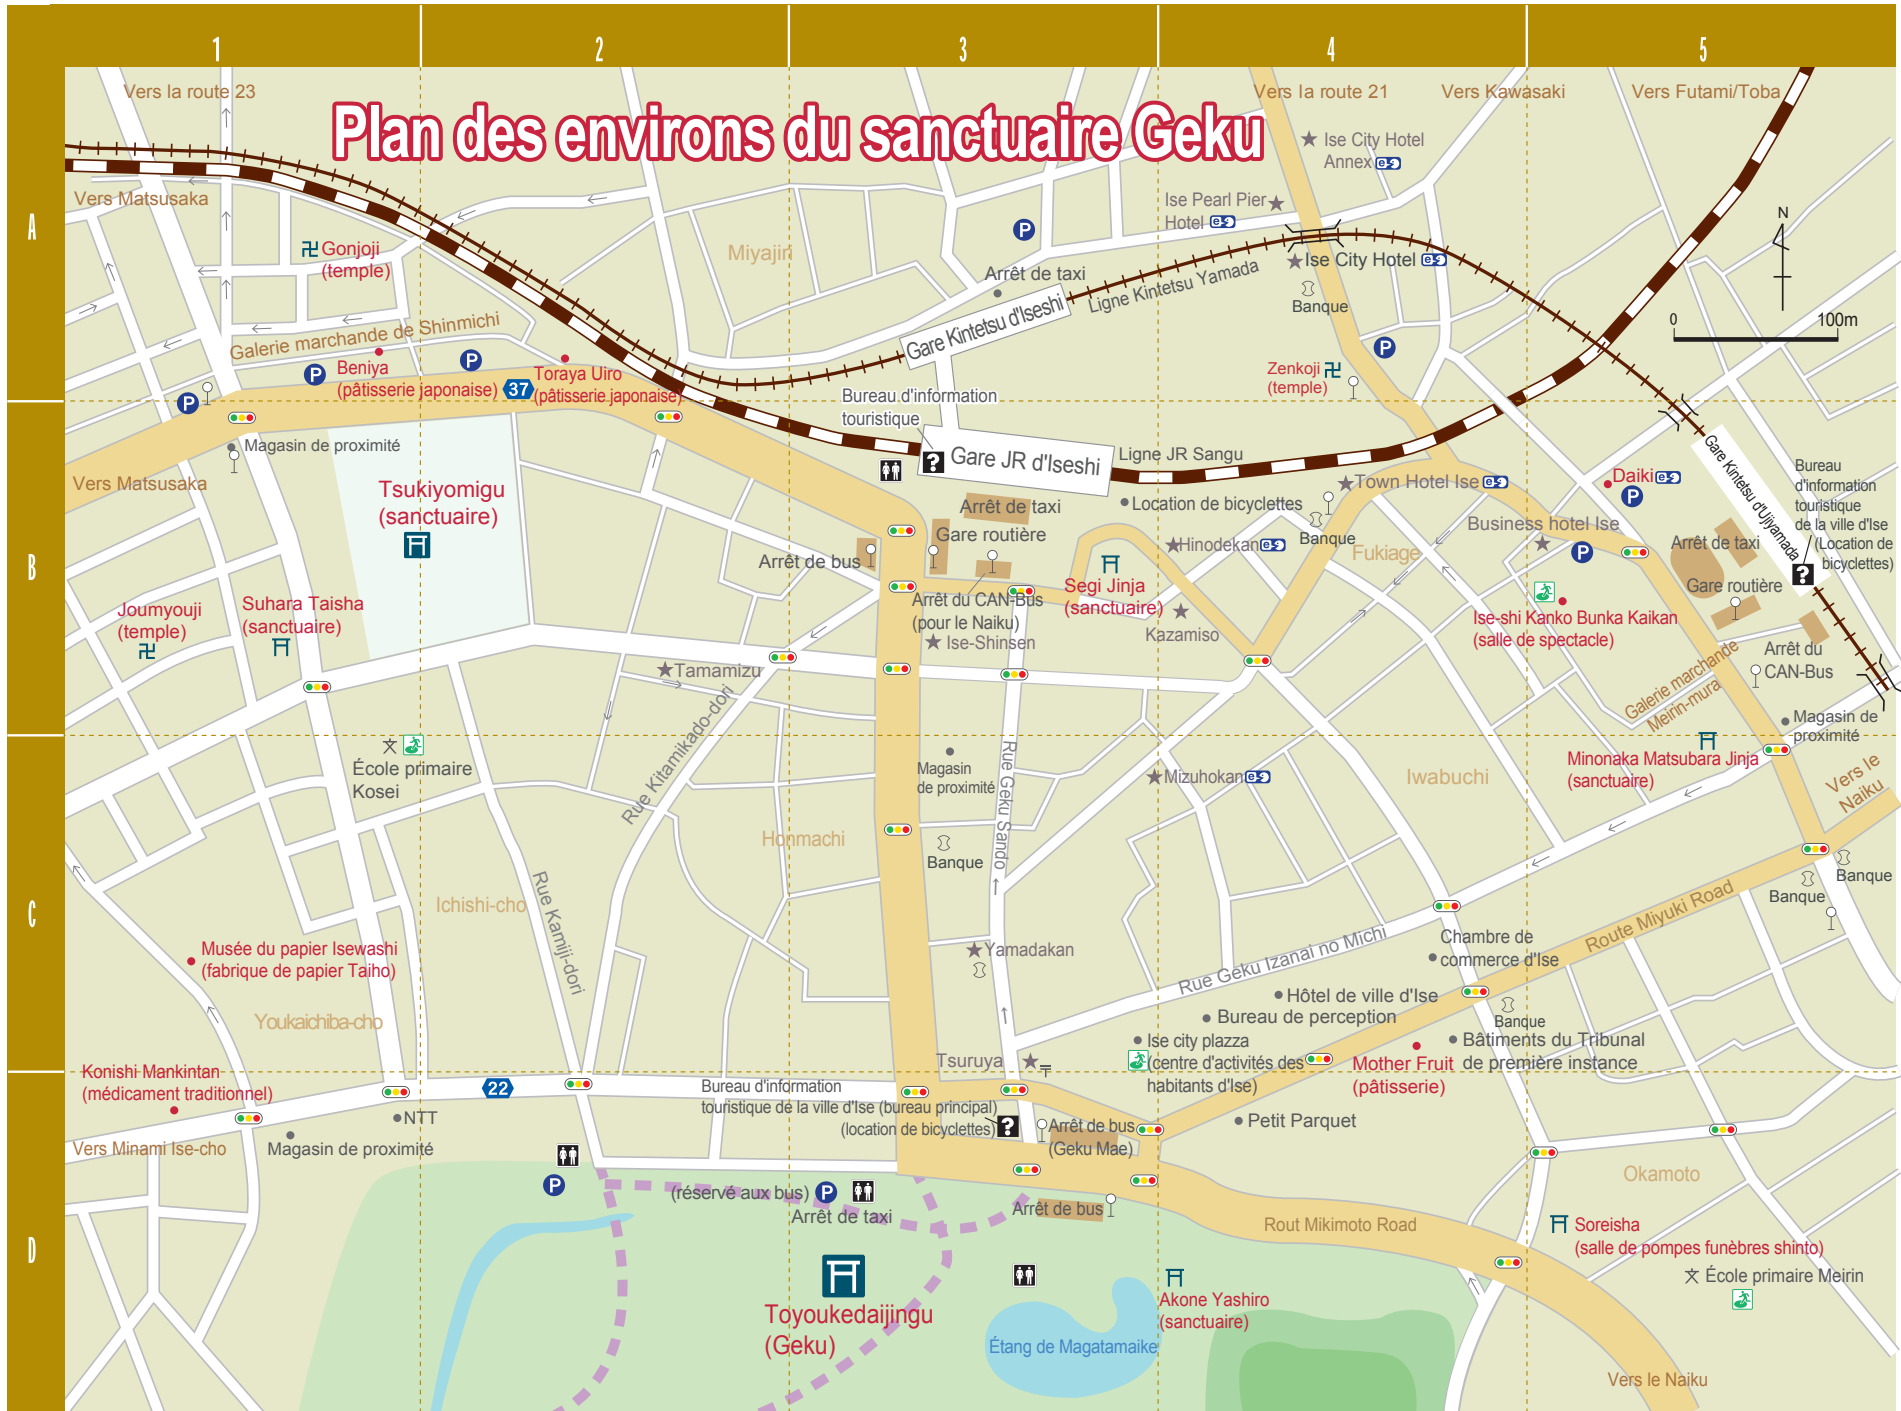 1
2
3
4
5
A
B
C
D
Plan des environs du sanctuaire Geku
Vers la route 23
Vers la route 21
Vers Kawasaki
Vers Futami/Toba
Ise City Hotel
Annex
Vers Matsusaka
Ise Pearl Pier
Hotel
N
Gonjoji
(temple)
Miyajiri
P
Ise City Hotel
Arrêt de taxi
Ligne Kintetsu Yamada
Banque
Gare Kintetsu d'Iseshi
0
100m
Galerie marchande de Shinmichi
P
Beniya
(pâtisserie japonaise)
P
37
Toraya Uiro
(pâtisserie japonaise)
P
Zenkoji
(temple)
P
Bureau d'information
touristique
Magasin de proximité
Vers Matsusaka
?
Gare JR d'Iseshi
Ligne JR Sangu
Tsukiyomigu
(sanctuaire)
Town Hotel Ise
Daiki
P
Gare Kintetsu d'Ujiyamada
Bureau
d'information
touristique
de la ville d'Ise
(Location de
bicyclettes)
?
Location de bicyclettes
Arrêt de taxi
Gare routière
Business hotel Ise
P
Banque
Hinodekan
Fukiage
Arrêt de taxi
Arrêt de bus
Gare routière
Segi Jinja
(sanctuaire)
Arrêt du CAN-Bus
(pour le Naiku)
Kazamiso
Joumyouji
(temple)
Suhara Taisha
(sanctuaire)
Ise-shi Kanko Bunka Kaikan
(salle de spectacle)
Ise-Shinsen
Tamamizu
Arrêt du
CAN-Bus
Galerie marchande
Meirin-mura
Magasin de
proximité
Rue Kitamikado-dori
École primaire
Kosei
Magasin
de proximité
Rue Geku Sando
Mizuhokan
Iwabuchi
Minonaka Matsubara Jinja
(sanctuaire)
Vers le
Naiku
Honmachi
Banque
Banque
Banque
Ichishi-cho
Rue Kamiji-dori
Musée du papier Isewashi
(fabrique de papier Taiho)
Yamadakan
Rue Geku Izanai no Michi
Route Miyuki Road
Chambre de
commerce d'Ise
Youkaichiba-cho
Hôtel de ville d'Ise
Bureau de perception
Banque
Ise city plazza
(centre d'activités des
habitants d'Ise)
Bâtiments du Tribunal
de première instance
Mother Fruit
(pâtisserie)
Tsuruya
Konishi Mankintan
(médicament traditionnel)
22
Bureau d'information
touristique de la ville d'Ise (bureau principal)
(location de bicyclettes)
?
NTT
Magasin de proximité
Vers Minami Ise-cho
Arrêt de bus
(Geku Mae)
Petit Parquet
P
(réservé aux bus)
P
Arrêt de taxi
Arrêt de bus
Okamoto
Rout Mikimoto Road
Soreisha
(salle de pompes funèbres shinto)
École primaire Meirin
Toyoukedaijingu
(Geku)
Akone Yashiro
(sanctuaire)
Étang de Magatamaike
Vers le Naiku